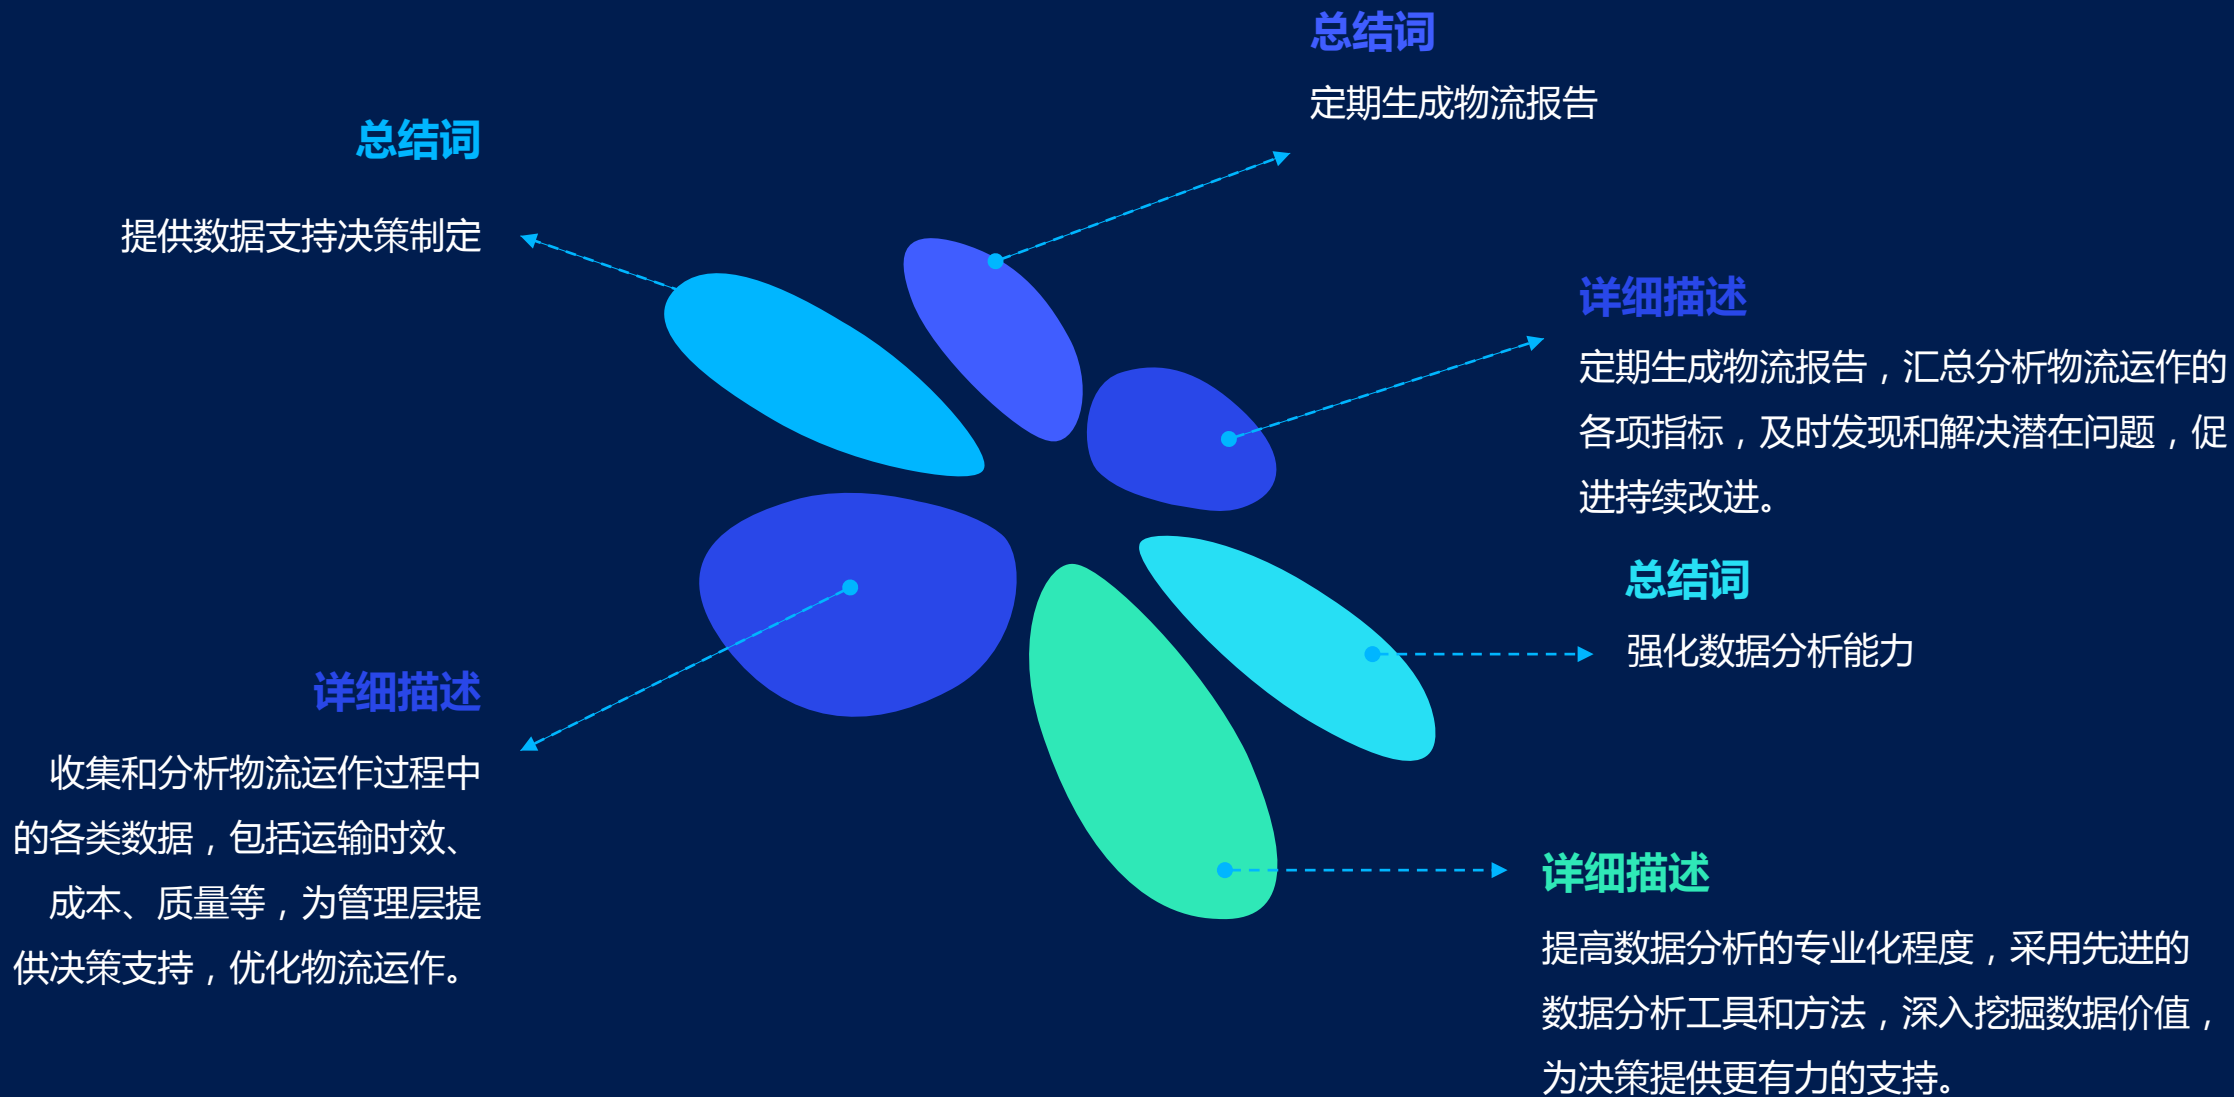 总结词
提供数据支持决策制定
详细描述
收集和分析物流运作过程中
的各类数据，包括运输时效、
成本、质量等，为管理层提
供决策支持，优化物流运作。
总结词
定期生成物流报告
详细描述
定期生成物流报告，汇总分析物流运作的
各项指标，及时发现和解决潜在问题，促
进持续改进。
总结词
强化数据分析能力
详细描述
提高数据分析的专业化程度，采用先进的
数据分析工具和方法，深入挖掘数据价值，
为决策提供更有力的支持。